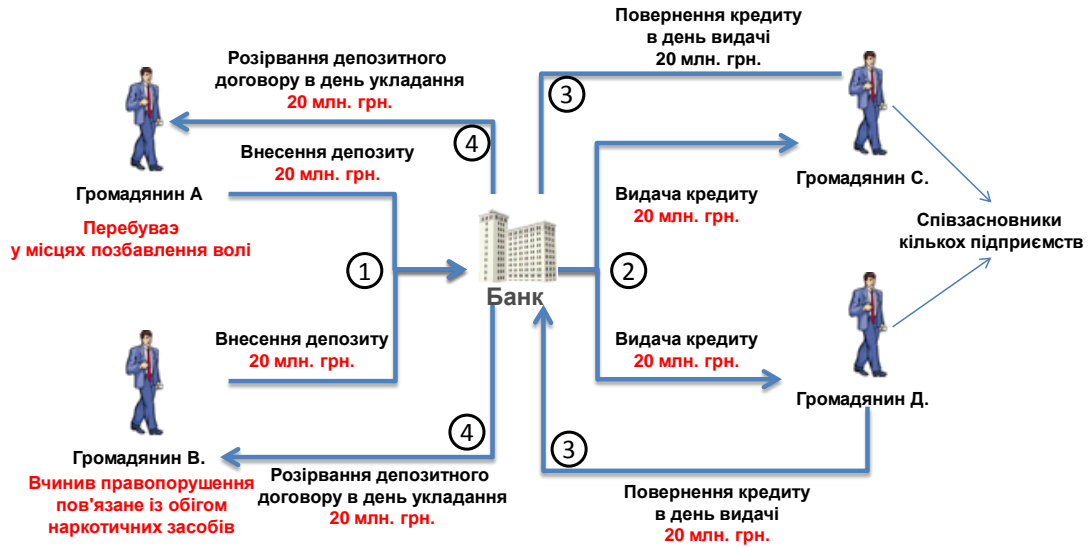 Повернення кредиту
в день видачі
20 млн. грн.
Розірвання депозитного
договору в день укладання
20 млн. грн.
3
4
Внесення депозиту
20 млн. грн.
Громадянин А
Громадянин С.
Видача кредиту
20 млн. грн.
Перебуваэ
у місцях позбавлення волі
Співзасновники
кількох підприємств
1
2
Банк
Внесення депозиту
20 млн. грн.
Видача кредиту
20 млн. грн.
Громадянин Д.
4
3
Громадянин В.
Вчинив правопорушення
пов'язане із обігом
наркотичних засобів
Розірвання депозитного
договору в день укладання
20 млн. грн.
Повернення кредиту
в день видачі
20 млн. грн.